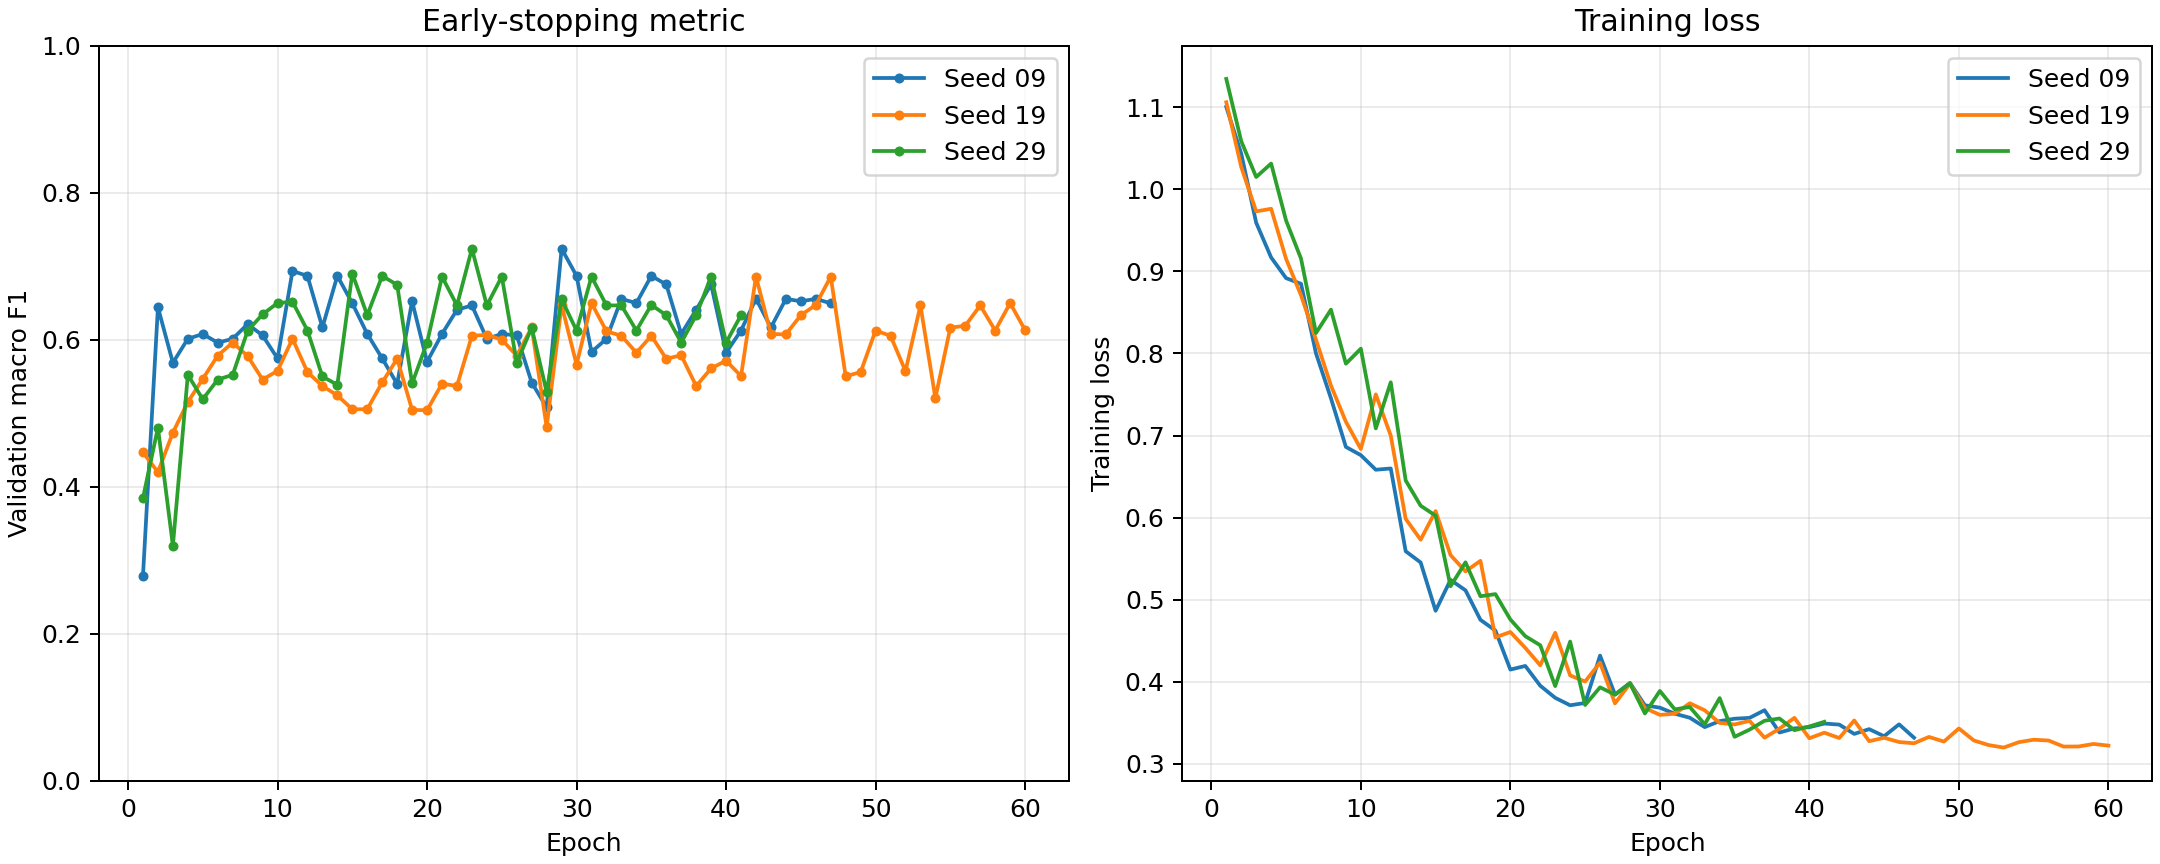 Early-stopping metric
Validation macro F1
1.0
0.8
0.6
0.4
0.2
0.0
0 10 20 30 40 50 60
Epoch
Seed 09
Seed 19
Seed 29
Training loss
Training loss
1.1
1.0
0.9
0.8
0.7
0.6
0.5
0.4
0.3
0 10 20 30 40 50 60
Epoch
Seed 09
Seed 19
Seed 29